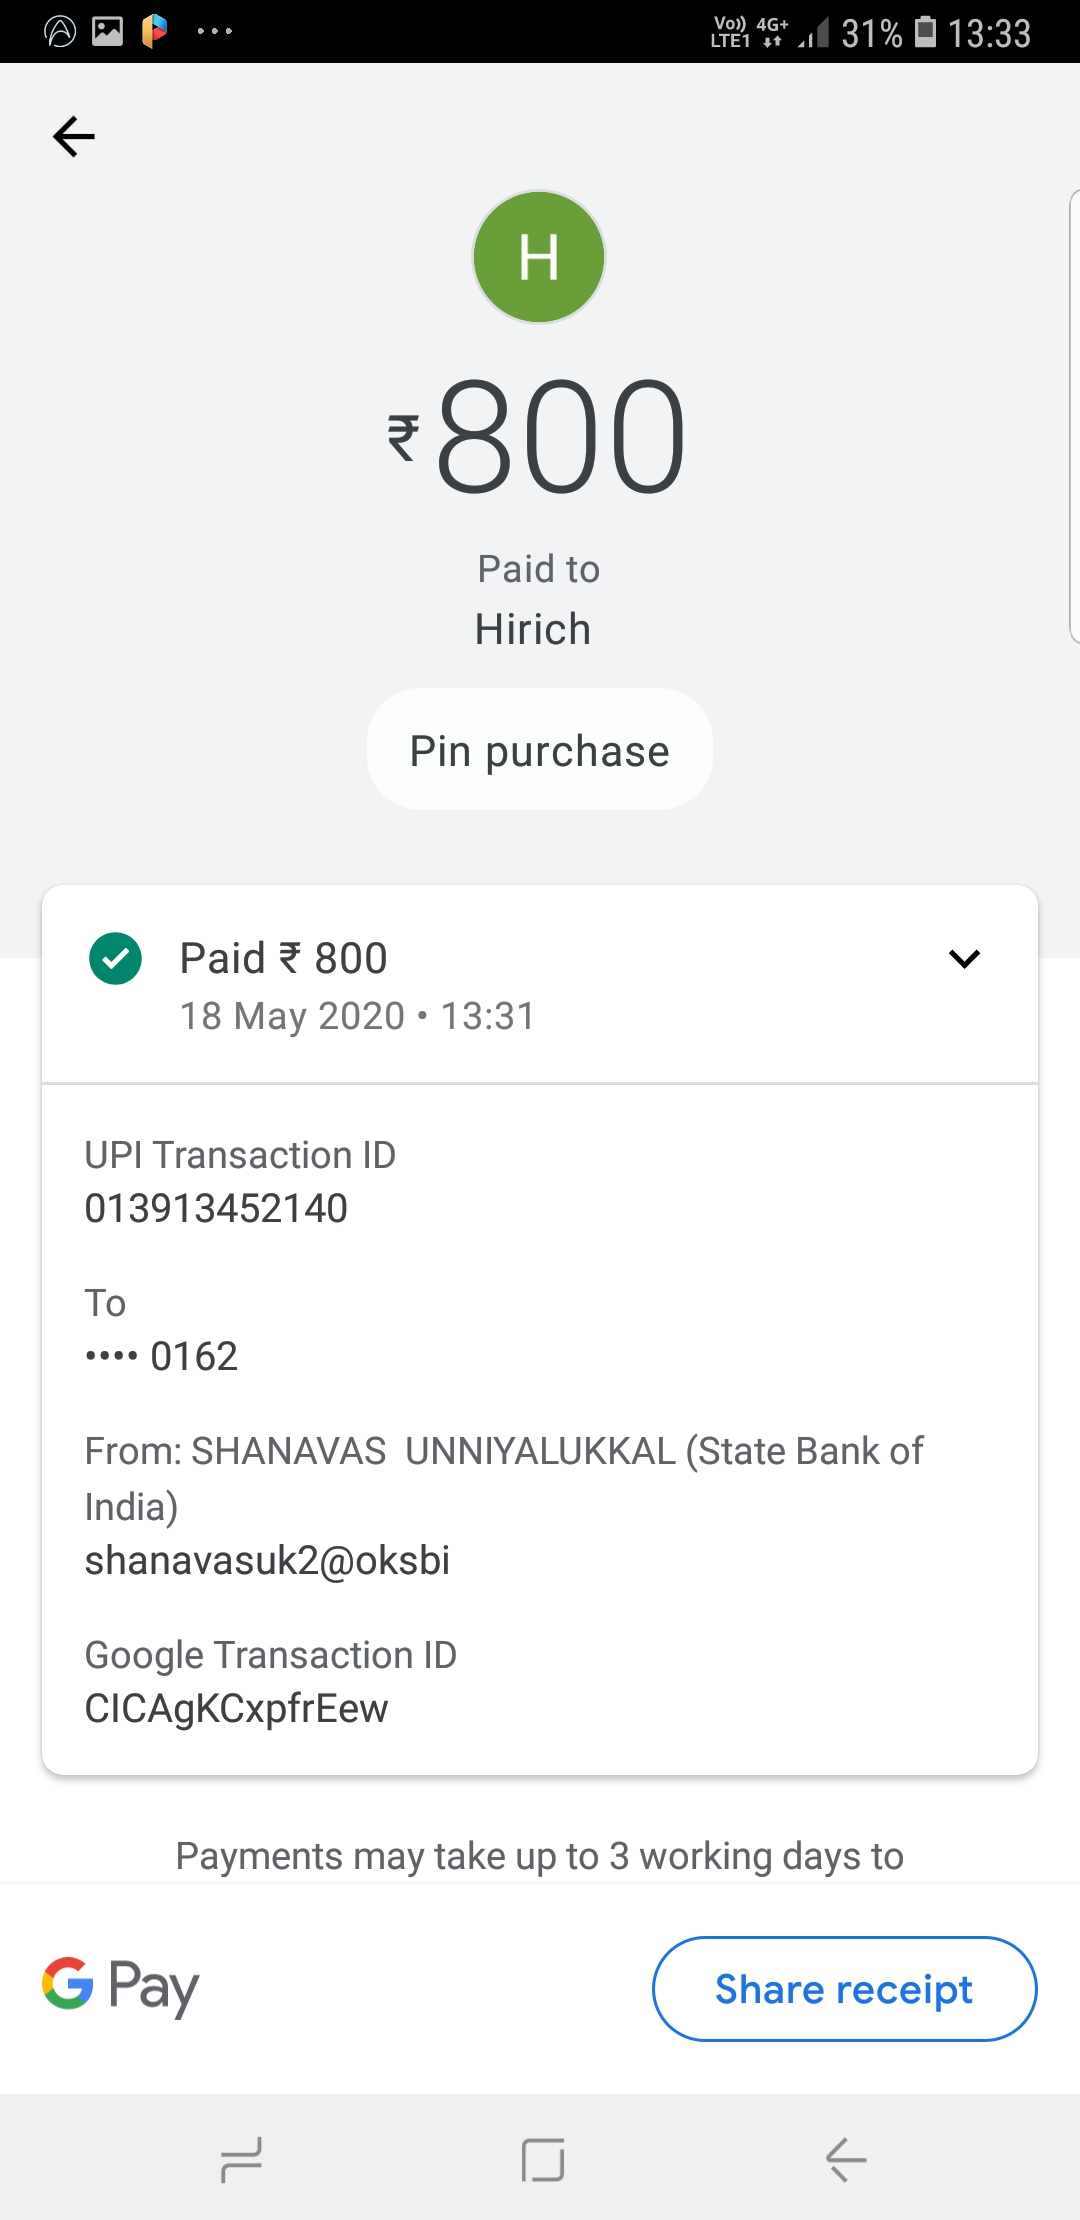 Vo)) LTE1 4G+ 31% 13:33
H
₹800
Paid to
Hirich
Pin purchase
Paid ₹ 800
18 May 2020 • 13:31
UPI Transaction ID
013913452140
To
•••• 0162
From: SHANAVAS  UNNIYALUKKAL (State Bank of
India)
shanavasuk2@oksbi
Google Transaction ID
CICAgKCxpfrEew
Payments may take up to 3 working days to
G Pay
Share receipt